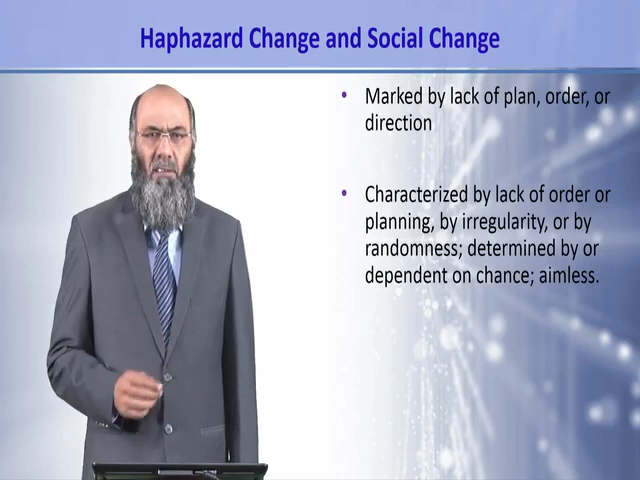 Haphazard Change and Social Change
• Marked by lack of plan, order, or
direction
• Characterized by lack of order or
planning, by irregularity, or by
randomness; determined by or
dependent on chance; aimless.